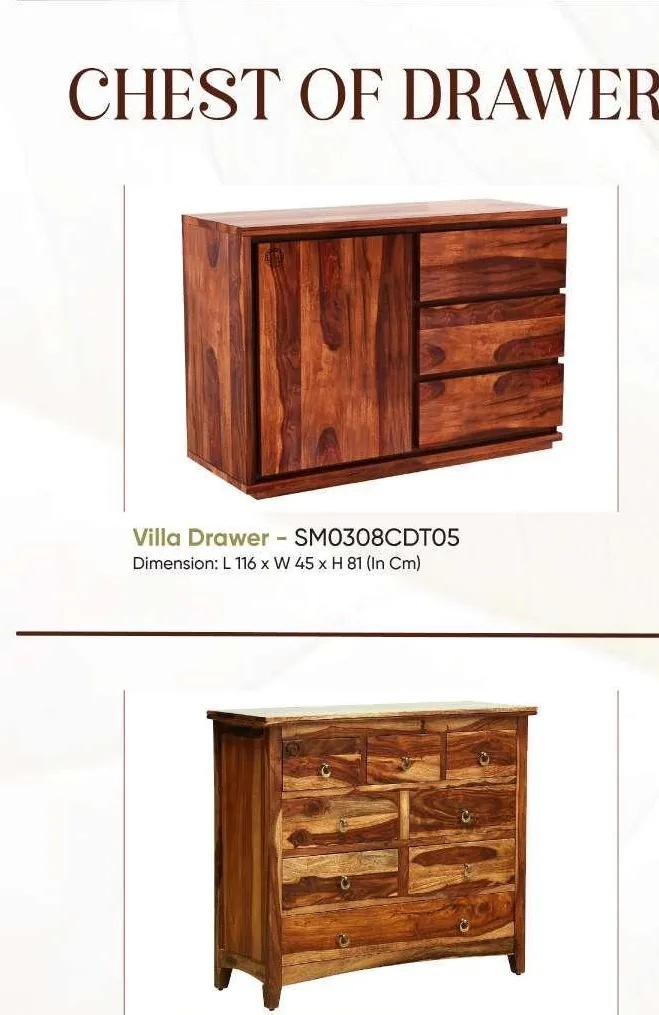 CHEST OF DRAWER
Villa Drawer - SM0308CDT05
Dimension: L 116 x W 45 x H 81 (In Cm)